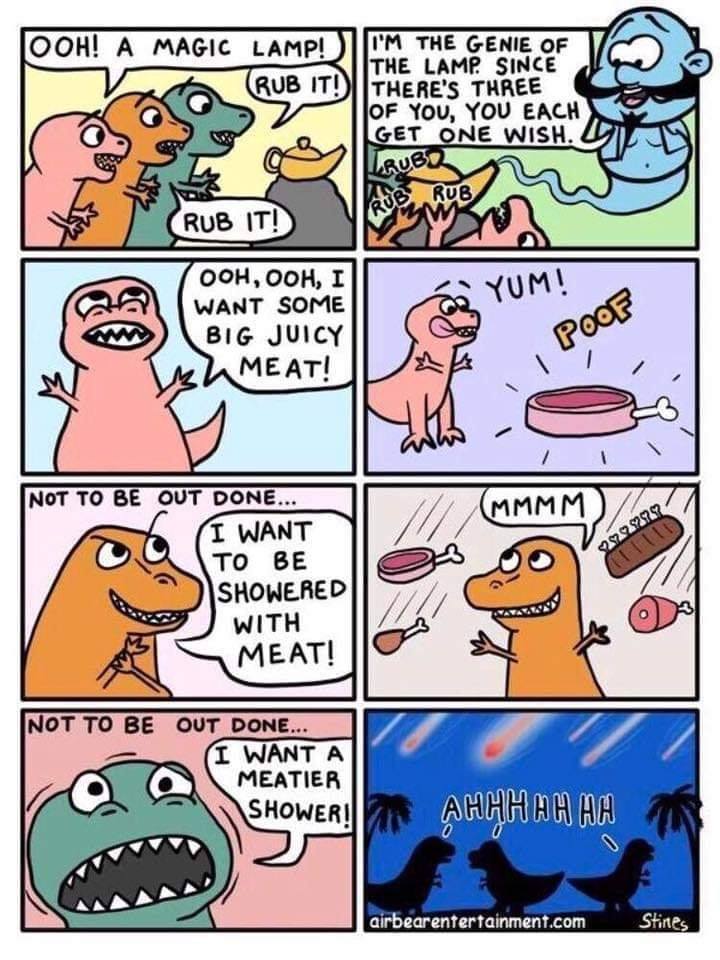 OOH! A MAGIC LAMP!
RUB IT!
RUB IT!
I'M THE GENIE OF
THE LAMP. SINCE
THERE'S THREE
OF YOU, YOU EACH
GET ONE WISH.
RUB
RUB
RUB
OOH, OOH, I
WANT SOME
BIG JUICY
MEAT!
YUM!
POOF
NOT TO BE OUT DONE...
I WANT
TO BE
SHOWERED
WITH
MEAT!
MMMM
NOT TO BE OUT DONE...
I WANT A
MEATIER
SHOWER!
AHHHHHHH
airbearentertainment.com
Stines